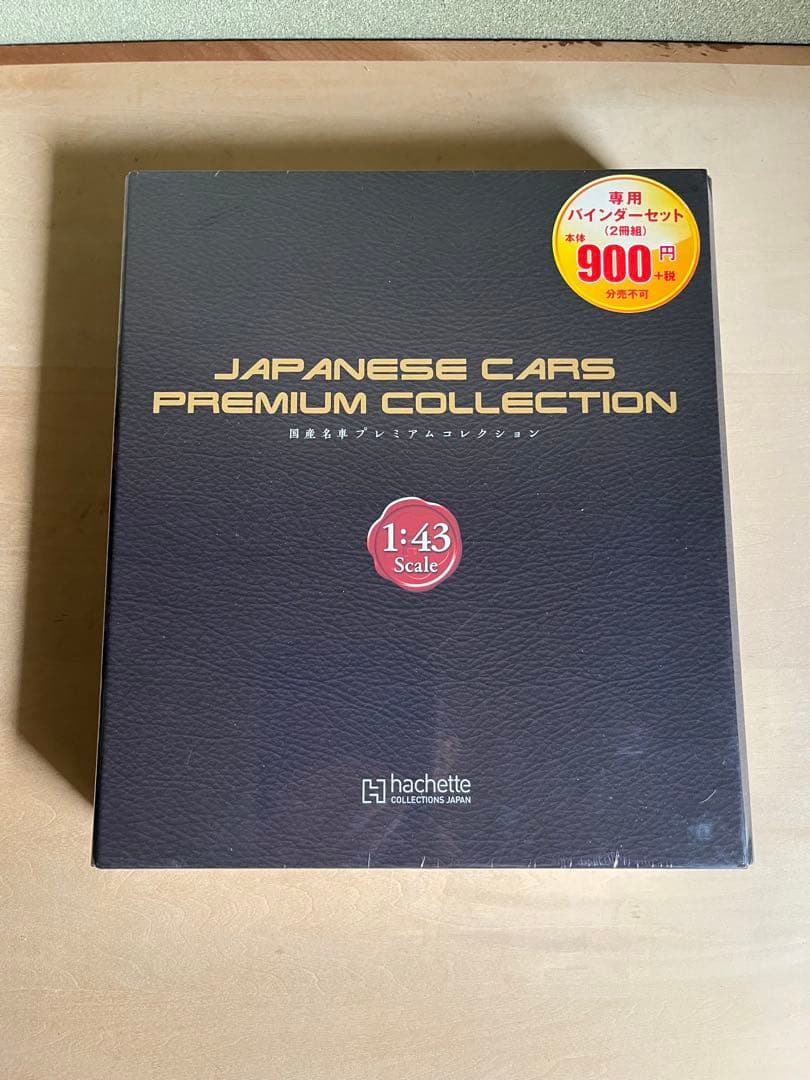 専用
バインダーセット
(2冊組)
本体
900円
+税
分売不可
JAPANESE CARS
PREMIUM COLLECTION
国産名車プレミアムコレクション
1:43
Scale
hachette
COLLECTIONS JAPAN